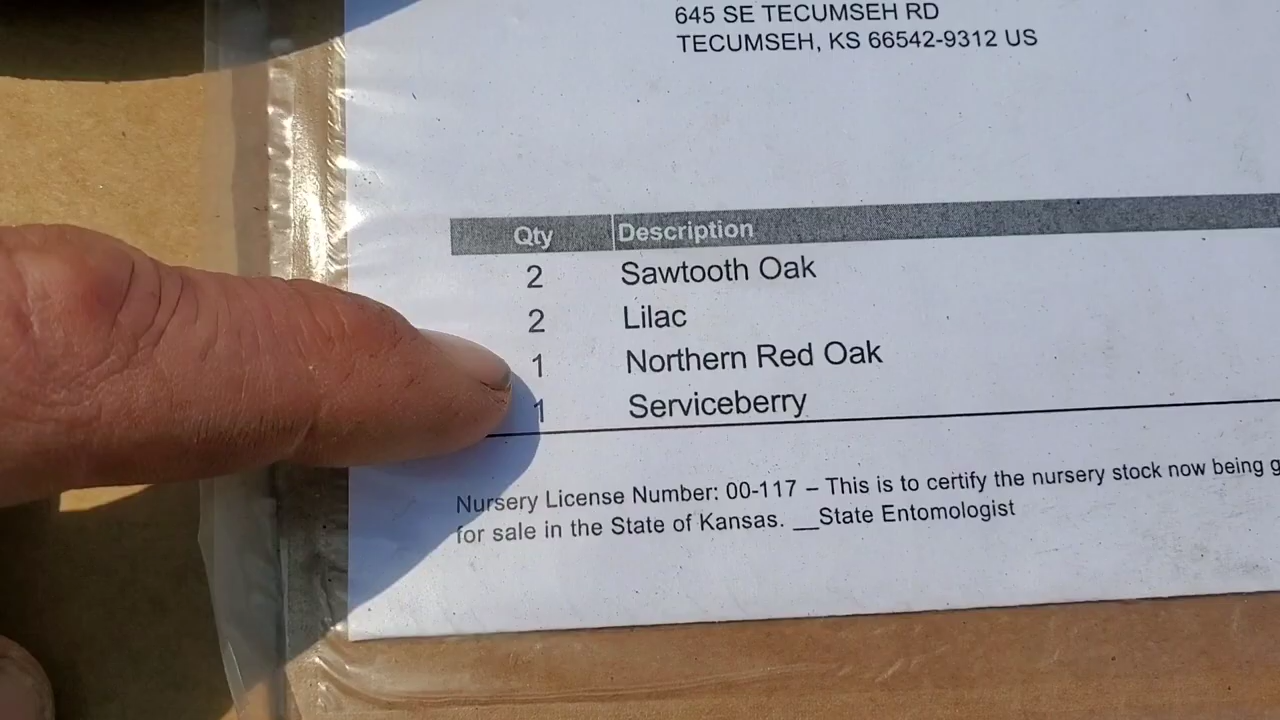 645 SE TECUMSEH RD
TECUMSEH, KS 66542-9312 US
Qty Description
2 Sawtooth Oak
2 Lilac
1 Northern Red Oak
1 Serviceberry
Nursery License Number: 00-117 – This is to certify the nursery stock now being g
for sale in the State of Kansas. __State Entomologist